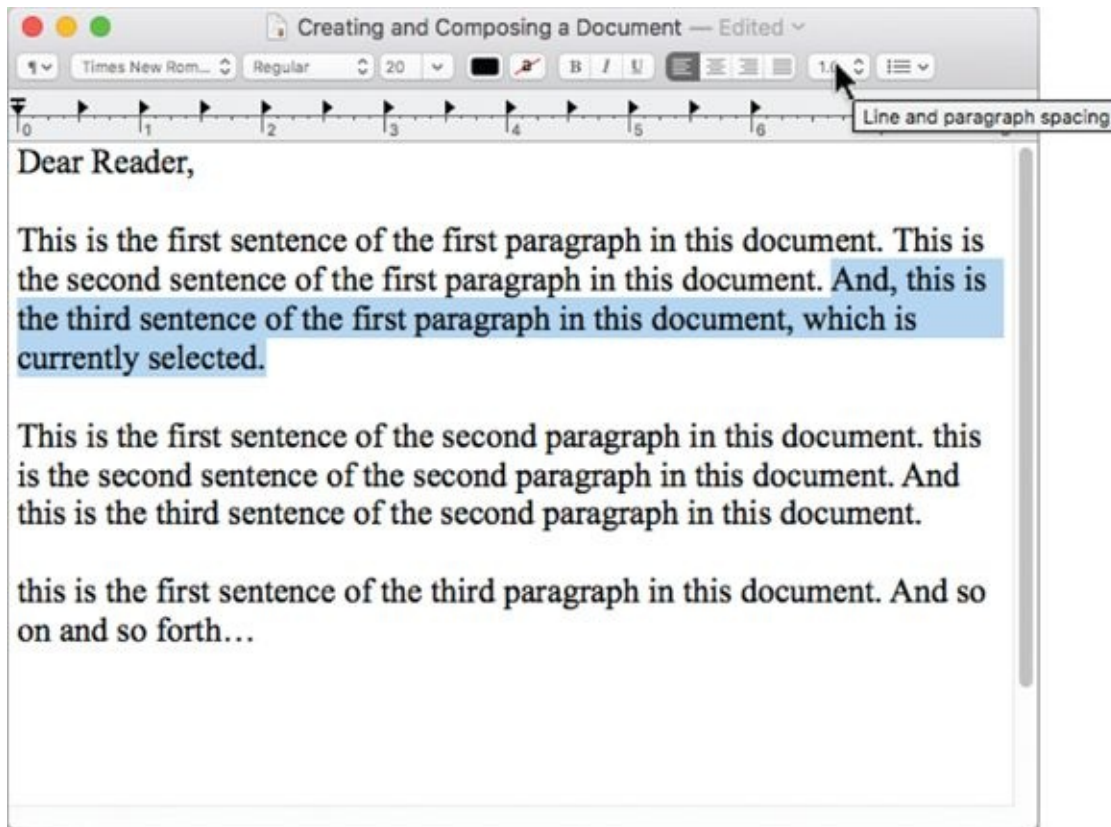 Creating and Composing a Document — Edited
¶ Times New Rom... Regular 20 a B I U 1.0
Line and paragraph spacing
0 1 2 3 4 5 6
Dear Reader,
This is the first sentence of the first paragraph in this document. This is
the second sentence of the first paragraph in this document. And, this is
the third sentence of the first paragraph in this document, which is
currently selected.
This is the first sentence of the second paragraph in this document. this
is the second sentence of the second paragraph in this document. And
this is the third sentence of the second paragraph in this document.
this is the first sentence of the third paragraph in this document. And so
on and so forth…